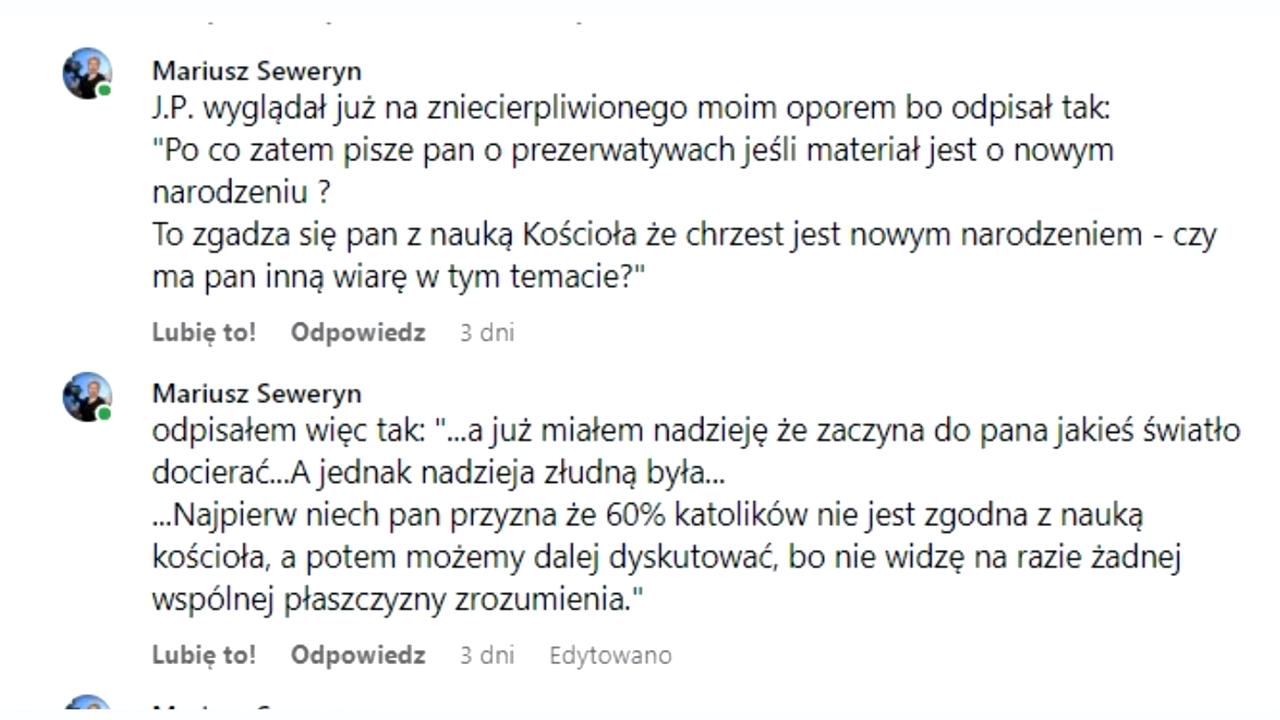 Mariusz Seweryn
J.P. wyglądał już na zniecierpliwionego moim oporem bo odpisał tak:
"Po co zatem pisze pan o prezerwatywach jeśli materiał jest o nowym
narodzeniu ?
To zgadza się pan z nauką Kościoła że chrzest jest nowym narodzeniem - czy
ma pan inną wiarę w tym temacie?"
Lubię to! Odpowiedz 3 dni
Mariusz Seweryn
odpisałem więc tak: "...a już miałem nadzieję że zaczyna do pana jakieś światło
docierać...A jednak nadzieja złudną była...
...Najpierw niech pan przyzna że 60% katolików nie jest zgodna z nauką
kościoła, a potem możemy dalej dyskutować, bo nie widzę na razie żadnej
wspólnej płaszczyzny zrozumienia."
Lubię to! Odpowiedz 3 dni Edytowano